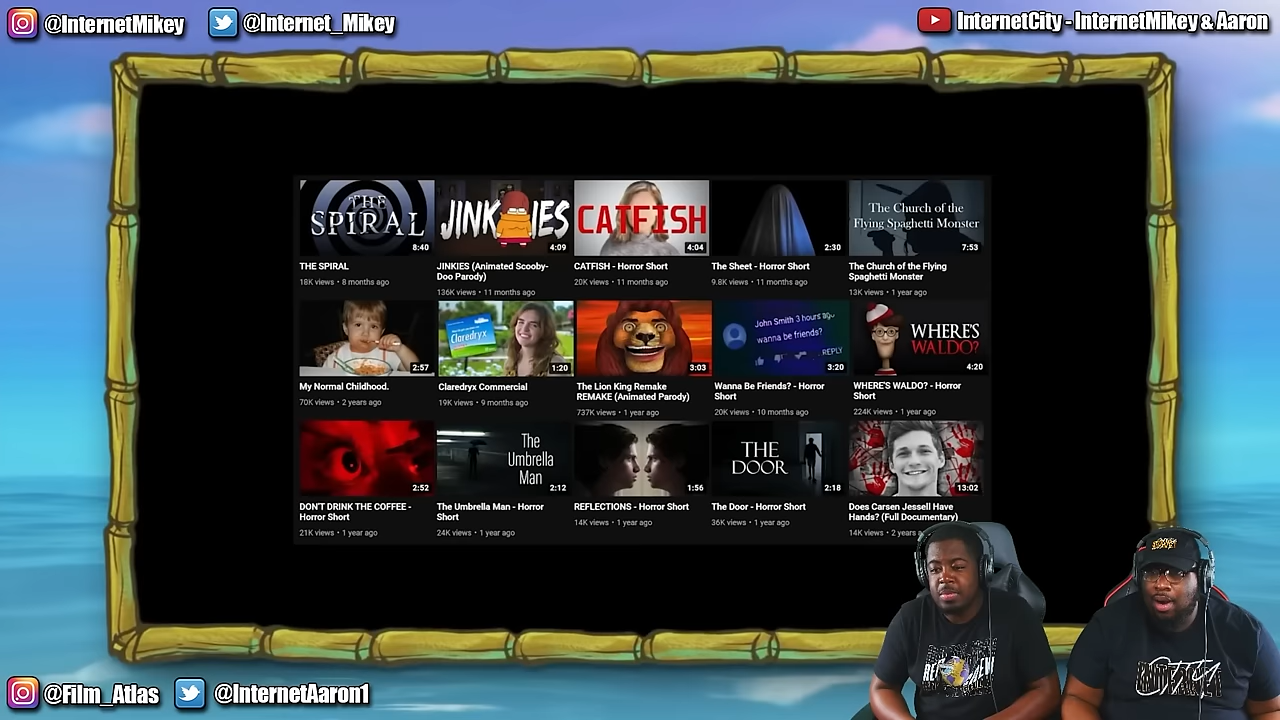 @InternetMikey
@Internet_Mikey
InternetCity - InternetMikey & Aaron
THE SPIRAL
8:40
JINKIES
4:09
CATFISH
4:04
2:30
The Church of the
Flying Spaghetti Monster
7:53
THE SPIRAL
18K views • 8 months ago
JINKIES (Animated Scooby-
Doo Parody)
136K views • 11 months ago
CATFISH - Horror Short
20K views • 11 months ago
The Sheet - Horror Short
9.8K views • 11 months ago
The Church of the Flying
Spaghetti Monster
13K views • 1 year ago
2:57
Claredryx
1:20
3:03
John Smith 3 hours ago
wanna be friends?
REPLY
3:20
WHERE'S
WALDO?
4:20
My Normal Childhood.
70K views • 2 years ago
Claredryx Commercial
19K views • 9 months ago
The Lion King Remake
REMAKE (Animated Parody)
737K views • 1 year ago
Wanna Be Friends? - Horror
Short
20K views • 10 months ago
WHERE'S WALDO? - Horror
Short
224K views • 1 year ago
2:52
The
Umbrella
Man
2:12
1:56
THE
DOOR
2:18
13:02
DON'T DRINK THE COFFEE -
Horror Short
21K views • 1 year ago
The Umbrella Man - Horror
Short
24K views • 1 year ago
REFLECTIONS - Horror Short
14K views • 1 year ago
The Door - Horror Short
36K views • 1 year ago
Does Carsen Jessell Have
Hands? (Full Documentary)
14K views • 2 years
@Film_Atlas
@InternetAaron1